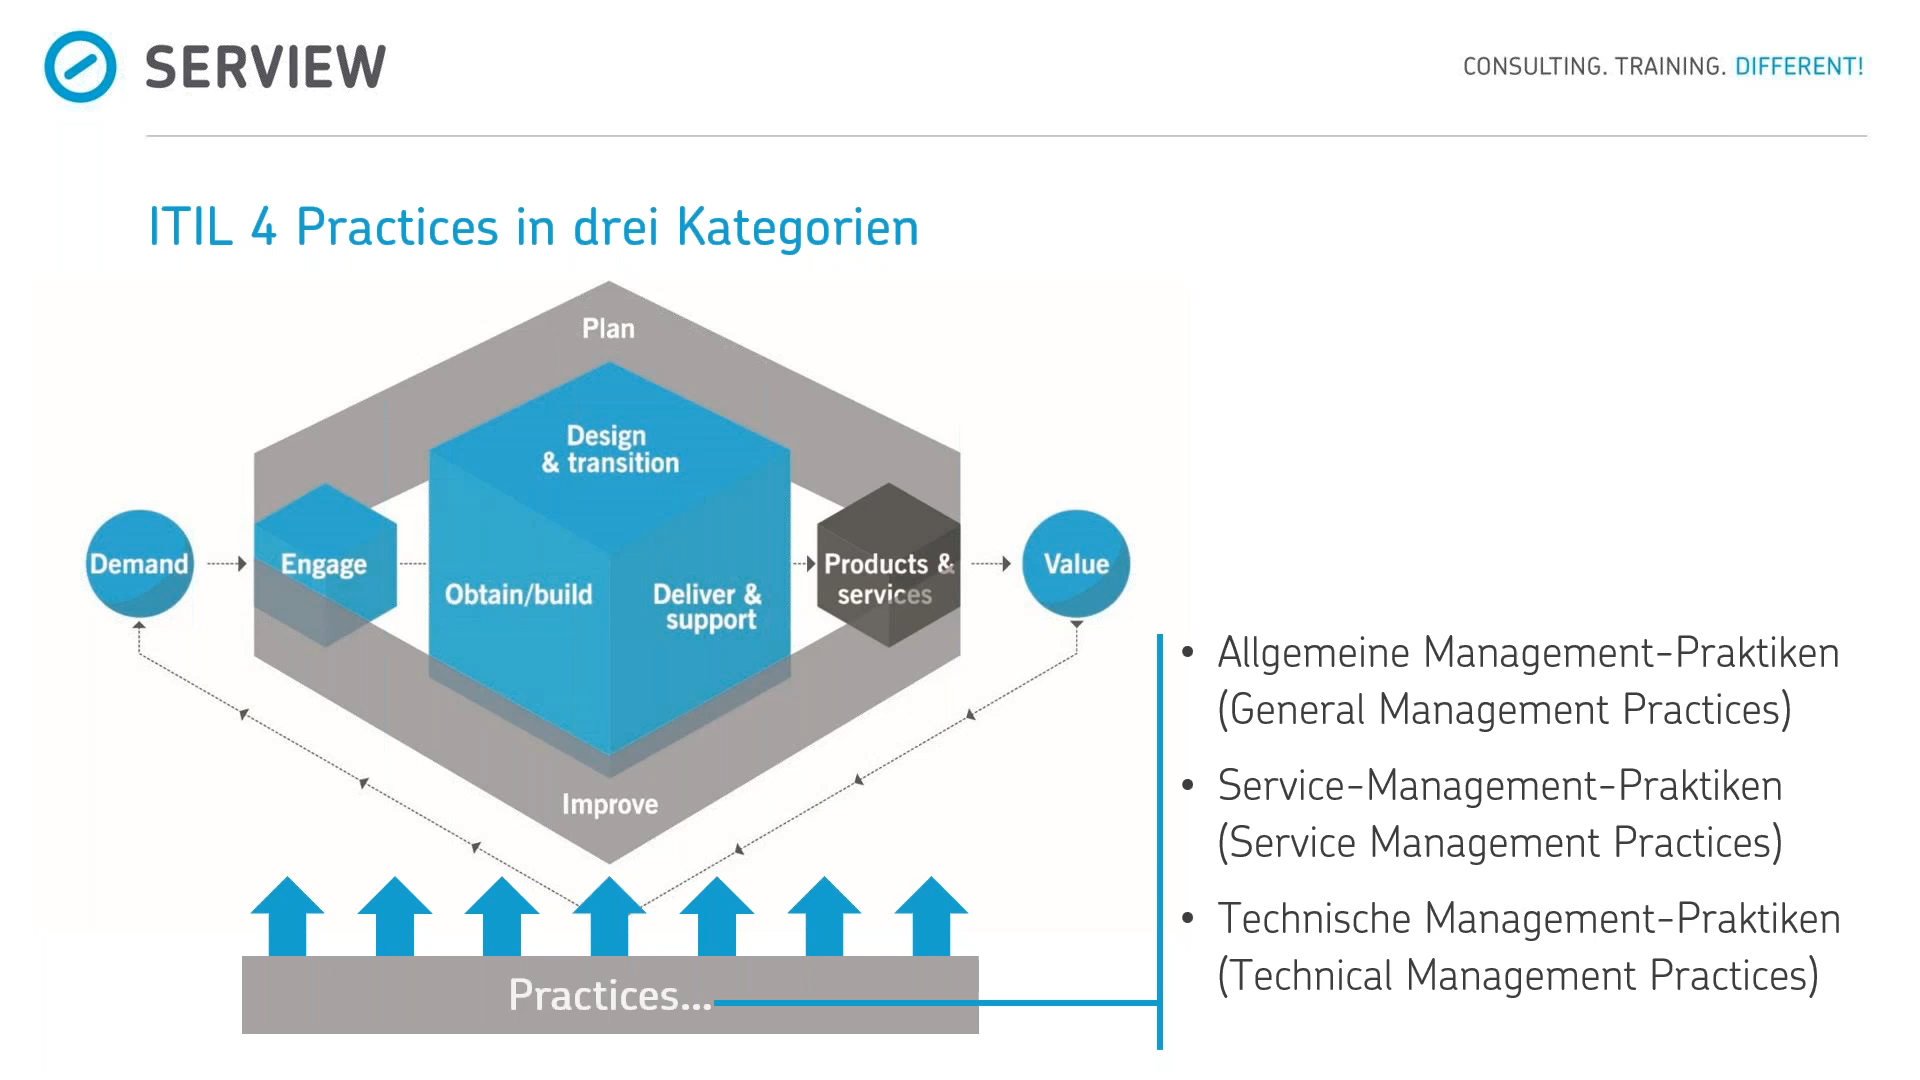 SERVIEW
CONSULTING. TRAINING. DIFFERENT!
ITIL 4 Practices in drei Kategorien
Plan
Design
& transition
Demand
Engage
Obtain/build
Deliver &
support
Products &
services
Value
Improve
Practices...
• Allgemeine Management-Praktiken
(General Management Practices)
• Service-Management-Praktiken
(Service Management Practices)
• Technische Management-Praktiken
(Technical Management Practices)